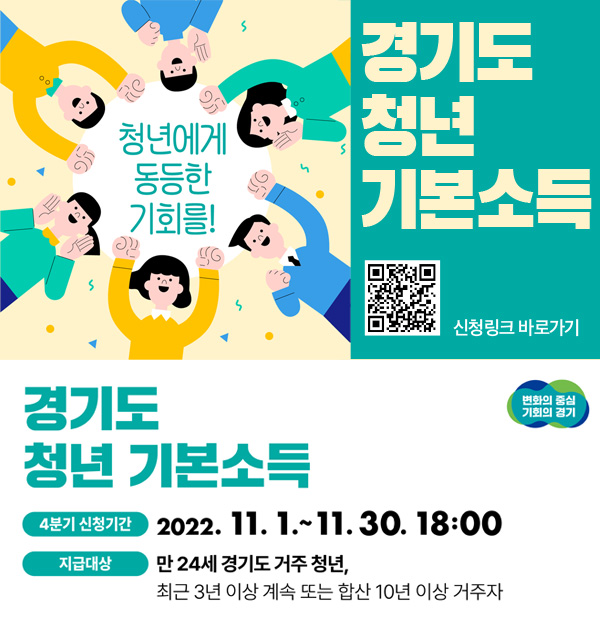 청년에게
동등한
기회를!
경기도
청년
기본소득
신청링크 바로가기
경기도
청년 기본소득
변화의 중심
기회의 경기
4분기 신청기간 2022. 11. 1.~11. 30. 18:00
지급대상 만 24세 경기도 거주 청년,
최근 3년 이상 계속 또는 합산 10년 이상 거주자